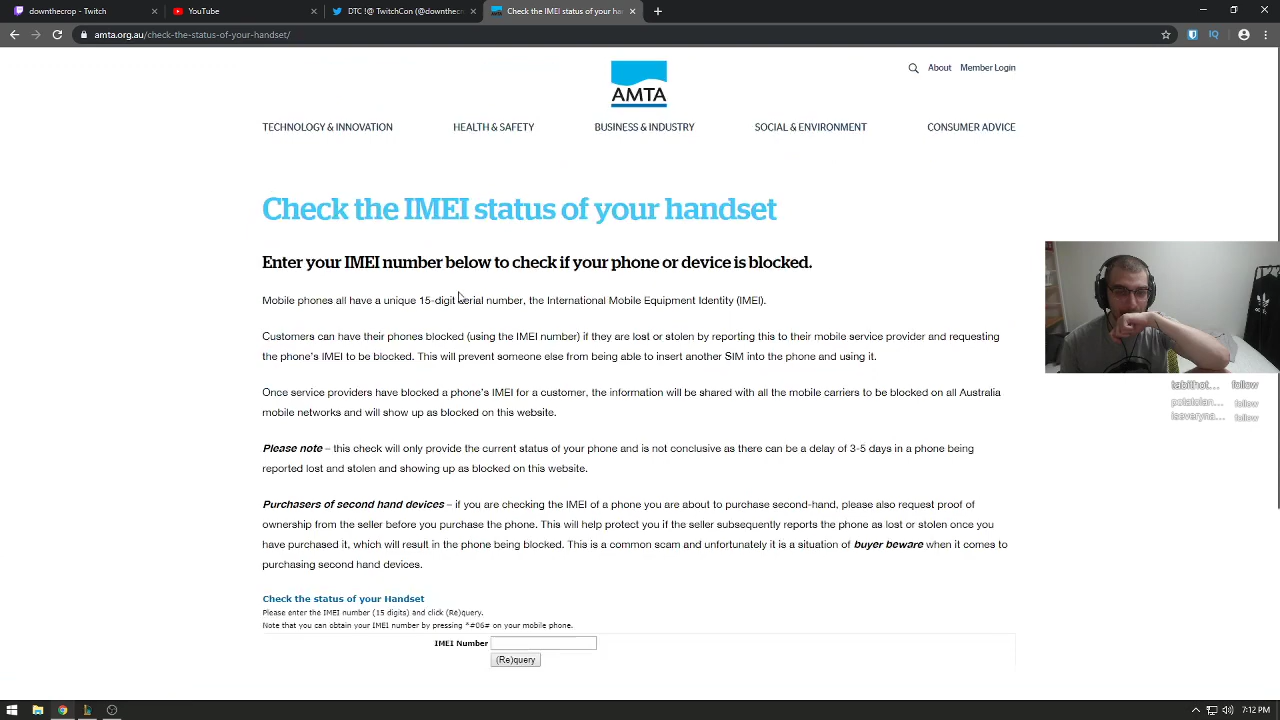 downthecrop - Twitch
YouTube
DTC !@ TwitchCon (@downthecr
Check the IMEI status of your han
amta.org.au/check-the-status-of-your-handset/
IQ
AMTA
About Member Login
TECHNOLOGY & INNOVATION HEALTH & SAFETY BUSINESS & INDUSTRY SOCIAL & ENVIRONMENT CONSUMER ADVICE
Check the IMEI status of your handset
Enter your IMEI number below to check if your phone or device is blocked.
Mobile phones all have a unique 15-digit serial number, the International Mobile Equipment Identity (IMEI).
Customers can have their phones blocked (using the IMEI number) if they are lost or stolen by reporting this to their mobile service provider and requesting
the phone's IMEI to be blocked. This will prevent someone else from being able to insert another SIM into the phone and using it.
Once service providers have blocked a phone's IMEI for a customer, the information will be shared with all the mobile carriers to be blocked on all Australia
mobile networks and will show up as blocked on this website.
Please note – this check will only provide the current status of your phone and is not conclusive as there can be a delay of 3-5 days in a phone being
reported lost and stolen and showing up as blocked on this website.
Purchasers of second hand devices – if you are checking the IMEI of a phone you are about to purchase second-hand, please also request proof of
ownership from the seller before you purchase the phone. This will help protect you if the seller subsequently reports the phone as lost or stolen once you
have purchased it, which will result in the phone being blocked. This is a common scam and unfortunately it is a situation of buyer beware when it comes to
purchasing second hand devices.
Check the status of your Handset
Please enter the IMEI number (15 digits) and click (Re)query.
Note that you can obtain your IMEI number by pressing ^#06# on your mobile phone.
IMEI Number
(Re)query
tabithot... follow
potatoian... follow
iseveryna... follow
7:12 PM